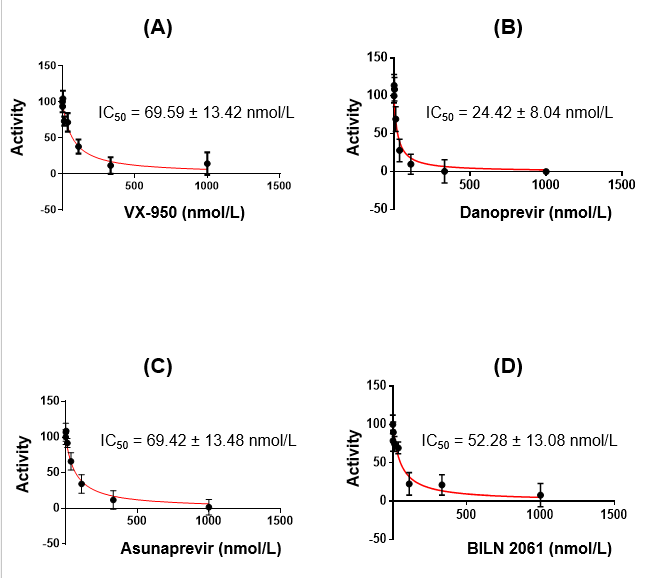 (A)
150
100
50
0
-50
Activity
IC50 = 69.59 ± 13.42 nmol/L
500
1000
1500
VX-950 (nmol/L)
(B)
150
100
50
0
-50
Activity
IC50 = 24.42 ± 8.04 nmol/L
500
1000
1500
Danoprevir (nmol/L)
(C)
150
100
50
0
-50
Activity
IC50 = 69.42 ± 13.48 nmol/L
500
1000
1500
Asunaprevir (nmol/L)
(D)
150
100
50
0
-50
Activity
IC50 = 52.28 ± 13.08 nmol/L
500
1000
1500
BILN 2061 (nmol/L)